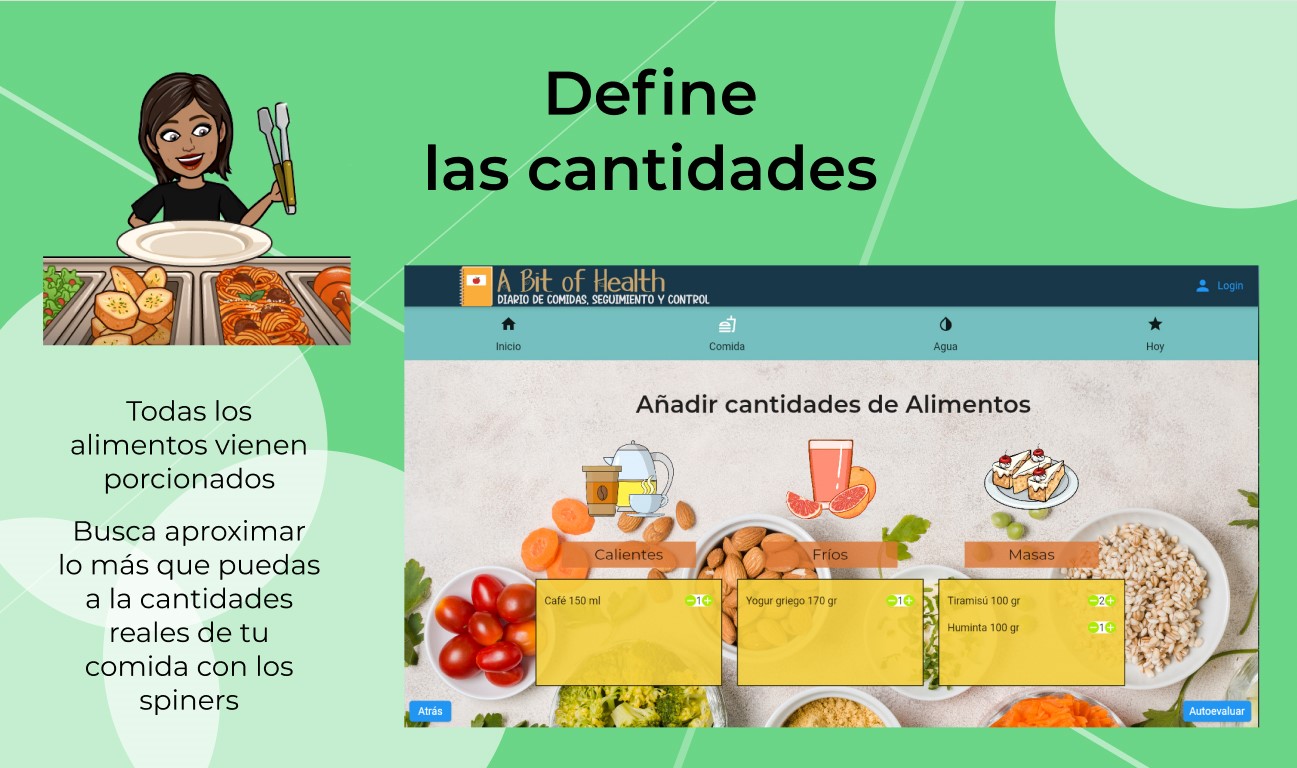 Define
las cantidades
Todas los
alimentos vienen
porcionados
Busca aproximar
lo más que puedas
a la cantidades
reales de tu
comida con los
spiners
A Bit of Health
DIARIO DE COMIDAS, SEGUIMIENTO Y CONTROL
Login
Inicio
Comida
Agua
Hoy
Añadir cantidades de Alimentos
Calientes
Fríos
Masas
Café 150 ml
1
Yogur griego 170 gr
1
Tiramisú 100 gr
2
Huminta 100 gr
1
Atrás
Autoevaluar